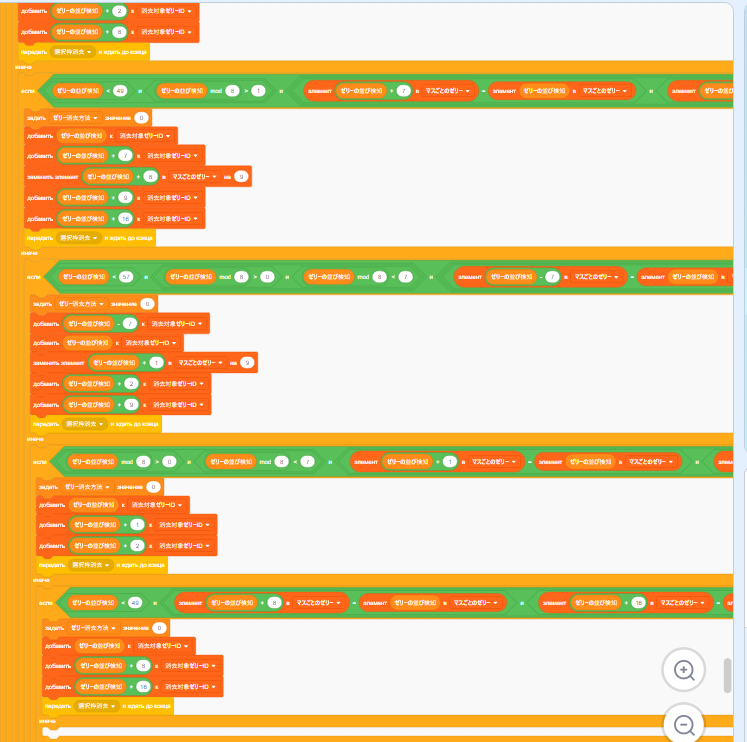 добавить ゼリーの並び検知 + 2 к 消去対象ゼリーID
добавить ゼリーの並び検知 + 8 к 消去対象ゼリーID
передать 選択枠消去 и ждать до конца
иначе
если ゼリーの並び検知 < 49 и ゼリーの並び検知 mod 8 > 1 и элемент ゼリーの並び検知 + 7 в マスごとのゼリー = элемент ゼリーの並び検知 в マスごとのゼリー и элемент
задать ゼリー消去方法 значение 0
добавить ゼリーの並び検知 к 消去対象ゼリーID
добавить ゼリーの並び検知 + 7 к 消去対象ゼリーID
заменить элемент ゼリーの並び検知 + 8 в マスごとのゼリー на 9
добавить ゼリーの並び検知 + 9 к 消去対象ゼリーID
добавить ゼリーの並び検知 + 16 к 消去対象ゼリーID
передать 選択枠消去 и ждать до конца
иначе
если ゼリーの並び検知 < 57 и ゼリーの並び検知 mod 8 > 0 и ゼリーの並び検知 mod 8 < 7 и элемент ゼリーの並び検知 - 7 в マスごとのゼリー = элемент ゼリーの並び検知 в
задать ゼリー消去方法 значение 0
добавить ゼリーの並び検知 - 7 к 消去対象ゼリーID
добавить ゼリーの並び検知 к 消去対象ゼリーID
заменить элемент ゼリーの並び検知 + 1 в マスごとのゼリー на 9
добавить ゼリーの並び検知 + 2 к 消去対象ゼリーID
добавить ゼリーの並び検知 + 9 к 消去対象ゼリーID
передать 選択枠消去 и ждать до конца
иначе
если ゼリーの並び検知 mod 8 > 0 и ゼリーの並び検知 mod 8 < 7 и элемент ゼリーの並び検知 + 1 в マスごとのゼリー = элемент ゼリーの並び検知 в マスごとのゼリー и
задать ゼリー消去方法 значение 0
добавить ゼリーの並び検知 к 消去対象ゼリーID
добавить ゼリーの並び検知 + 1 к 消去対象ゼリーID
добавить ゼリーの並び検知 + 2 к 消去対象ゼリーID
передать 選択枠消去 и ждать до конца
иначе
если ゼリーの並び検知 < 49 и элемент ゼリーの並び検知 + 8 в マスごとのゼリー = элемент ゼリーの並び検知 в マスごとのゼリー и элемент ゼリーの並び検知 + 16 в マスごとのゼリー =
задать ゼリー消去方法 значение 0
добавить ゼリーの並び検知 к 消去対象ゼリーID
добавить ゼリーの並び検知 + 8 к 消去対象ゼリーID
добавить ゼリーの並び検知 + 16 к 消去対象ゼリーID
передать 選択枠消去 и ждать до конца
иначе